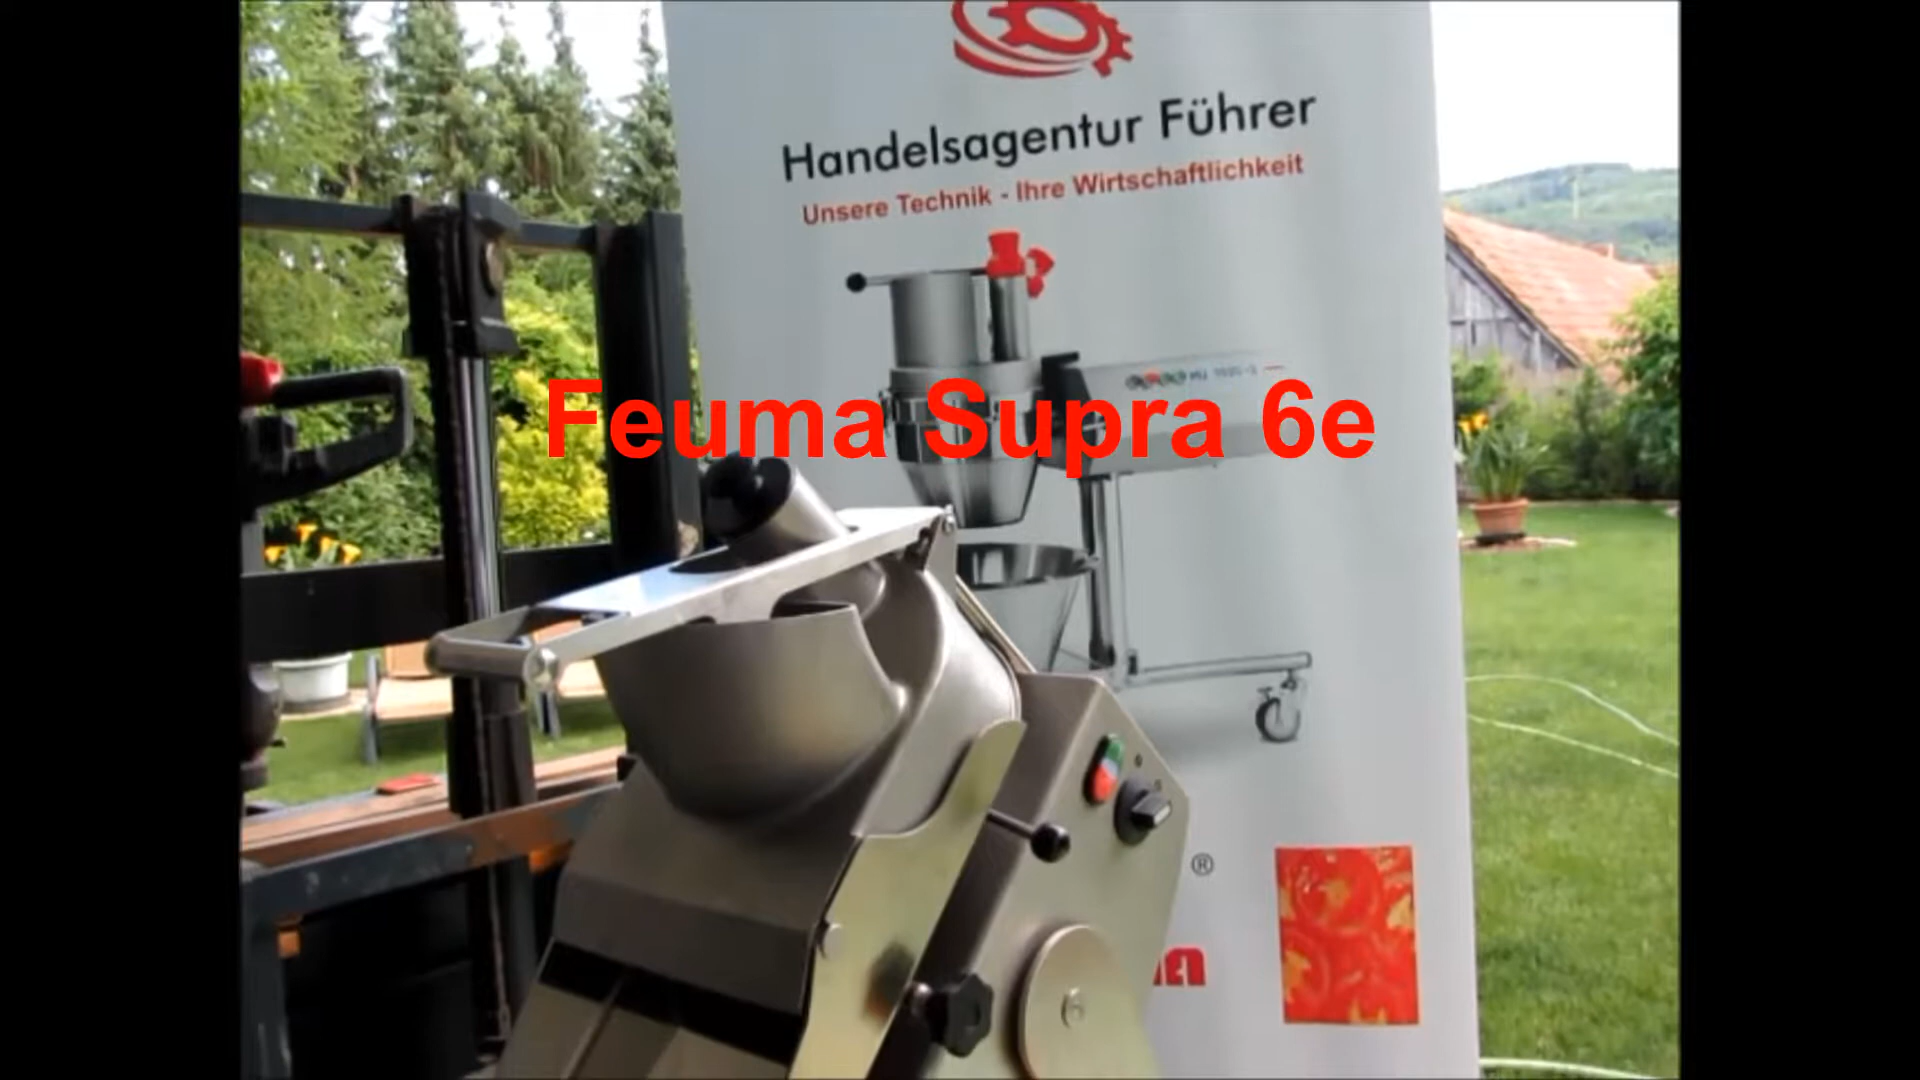 Handelsagentur Führer
Unsere Technik - Ihre Wirtschaftlichkeit
Feuma Supra 6e
®